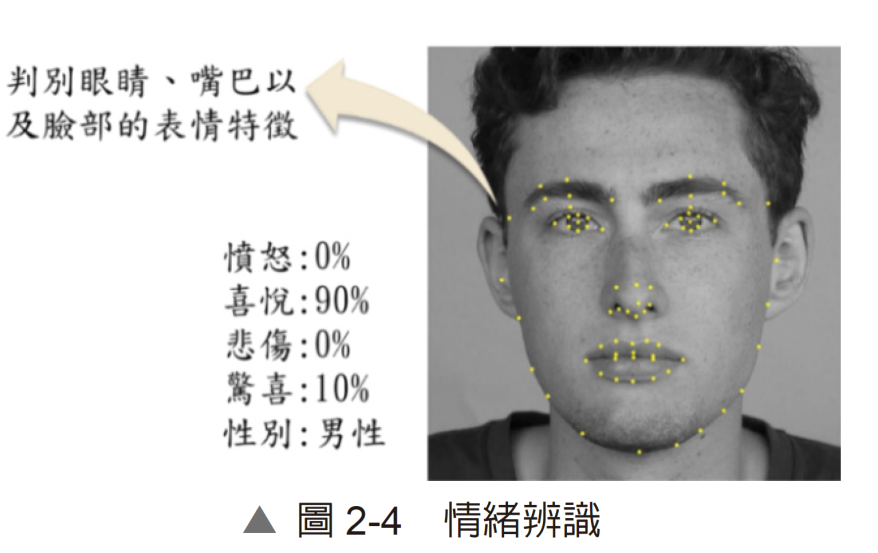 判別眼睛、嘴巴以
及臉部的表情特徵
憤怒:0%
喜悅:90%
悲傷:0%
驚喜:10%
性別:男性
▲ 圖 2-4 情緒辨識